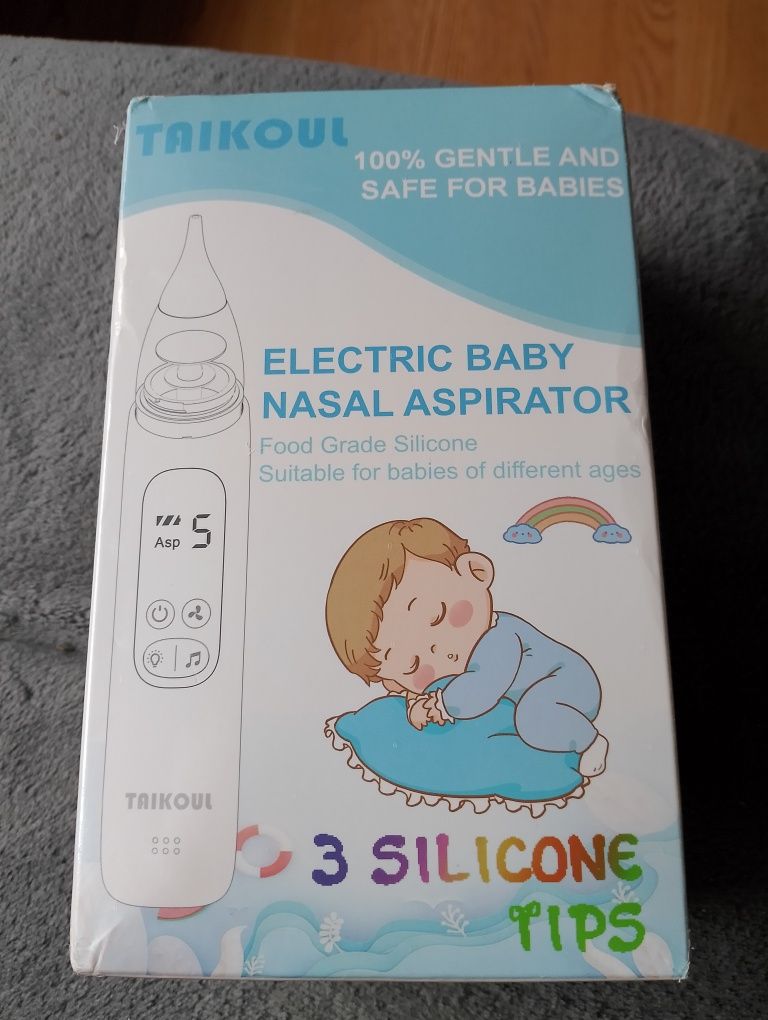 TAIKOUL
100% GENTLE AND
SAFE FOR BABIES
ELECTRIC BABY
NASAL ASPIRATOR
Food Grade Silicone
Suitable for babies of different ages
5
Asp
TAIKOUL
3 SILICONE
TIPS